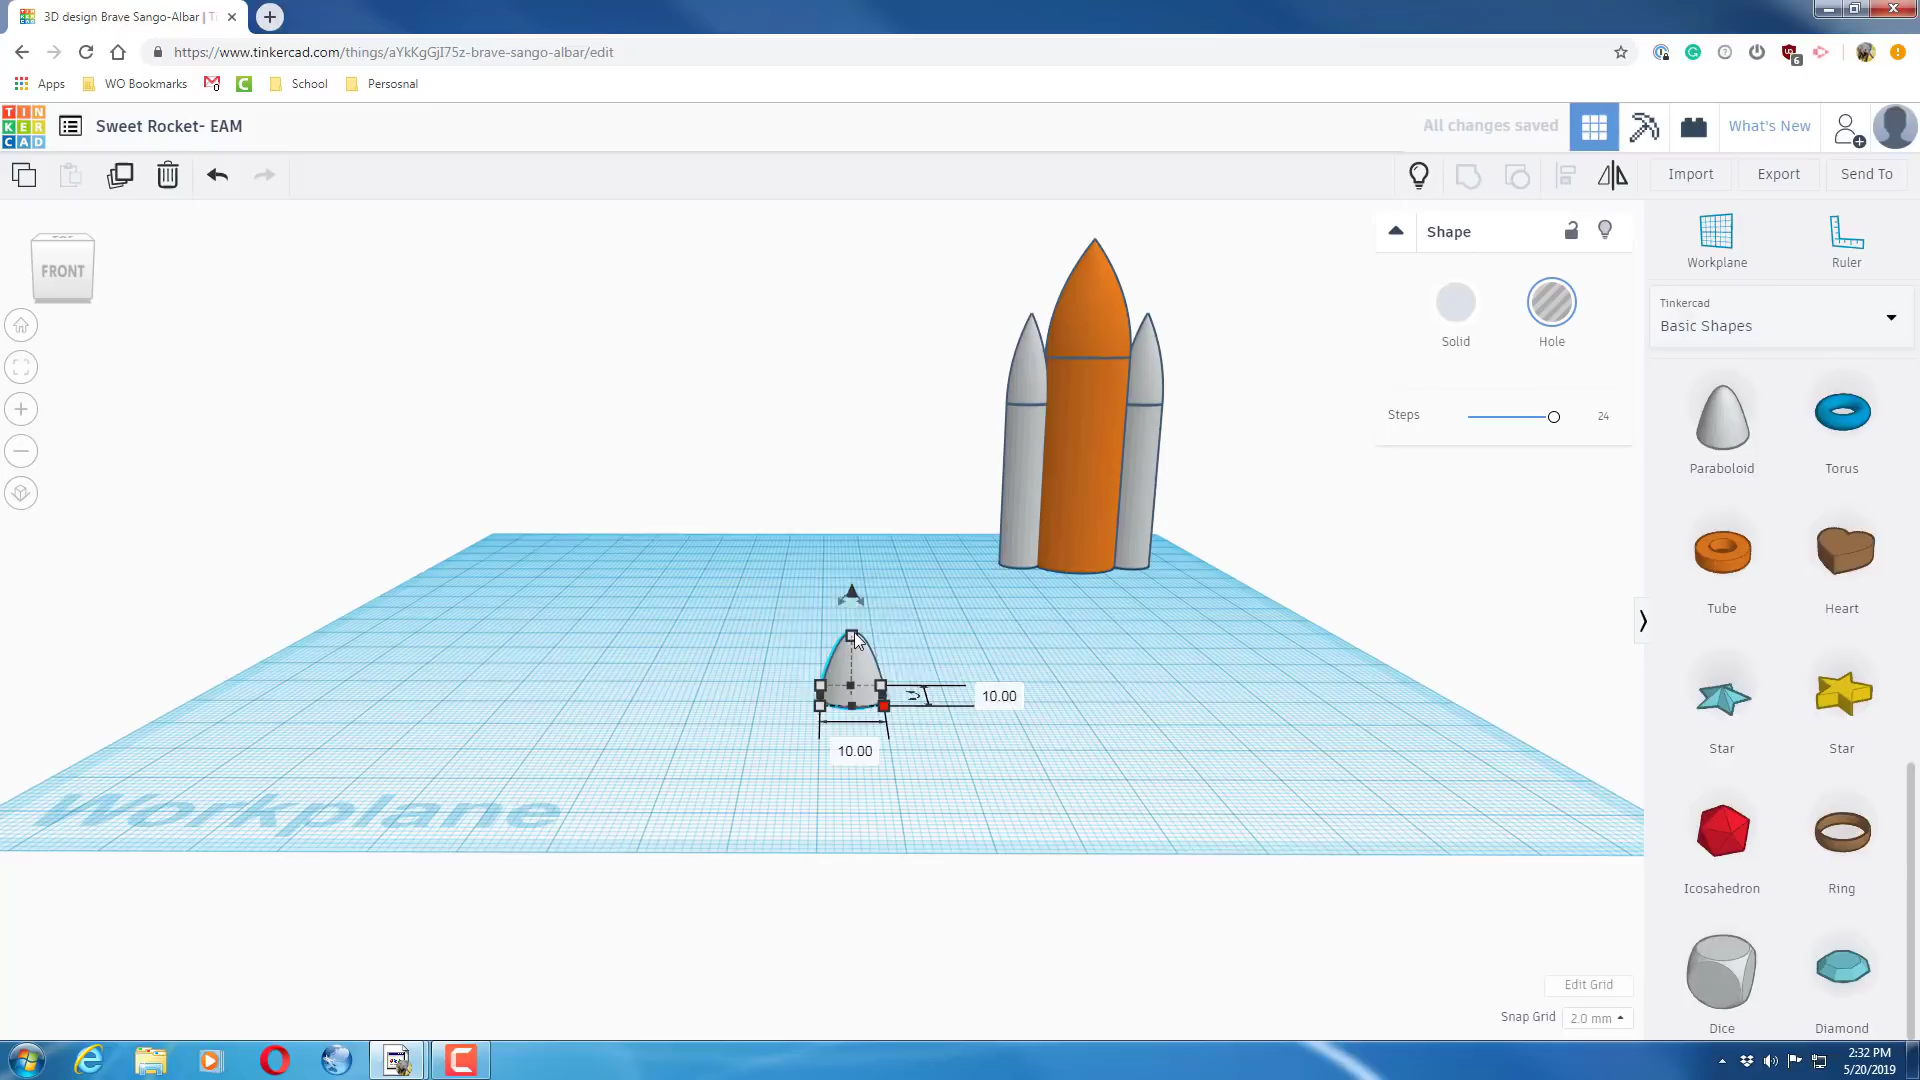 3D design Brave Sango-Albar | T
https://www.tinkercad.com/things/aYkKgGjI75z-brave-sango-albar/edit
6
Apps WO Bookmarks 0 School Persosnal
TIN
KER
CAD
Sweet Rocket- EAM
All changes saved
What's New
Import Export Send To
TOP
FRONT
Shape
Solid Hole
Steps 24
Workplane Ruler
Tinkercad
Basic Shapes
Paraboloid Torus
Tube Heart
Star Star
Icosahedron Ring
Dice Diamond
10.00
10.00
Workplane
Edit Grid
Snap Grid 2.0 mm
2:32 PM
5/20/2019